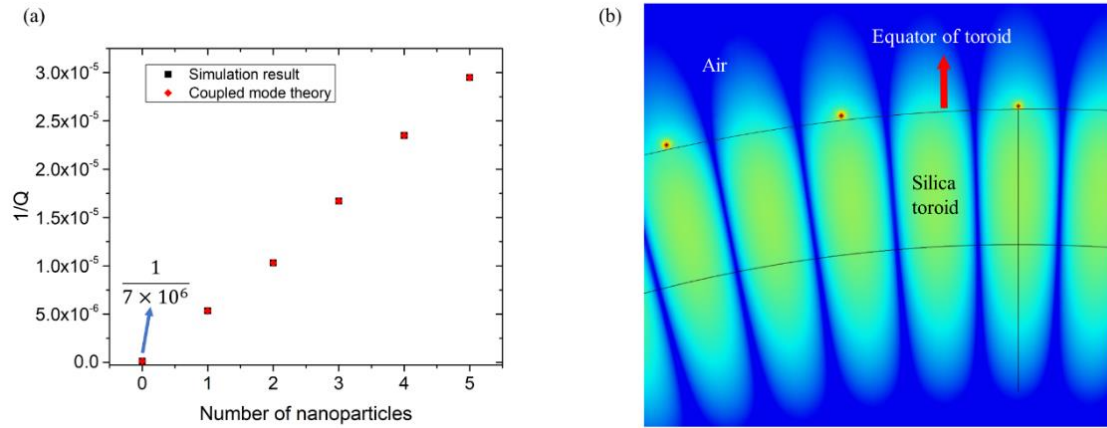 (a)
3.0x10⁻⁵
2.5x10⁻⁵
2.0x10⁻⁵
1.5x10⁻⁵
1.0x10⁻⁵
5.0x10⁻⁶
0.0
1/Q
Simulation result
Coupled mode theory
1
7 × 10⁶
0 1 2 3 4 5
Number of nanoparticles
(b)
Equator of toroid
Air
Silica
toroid